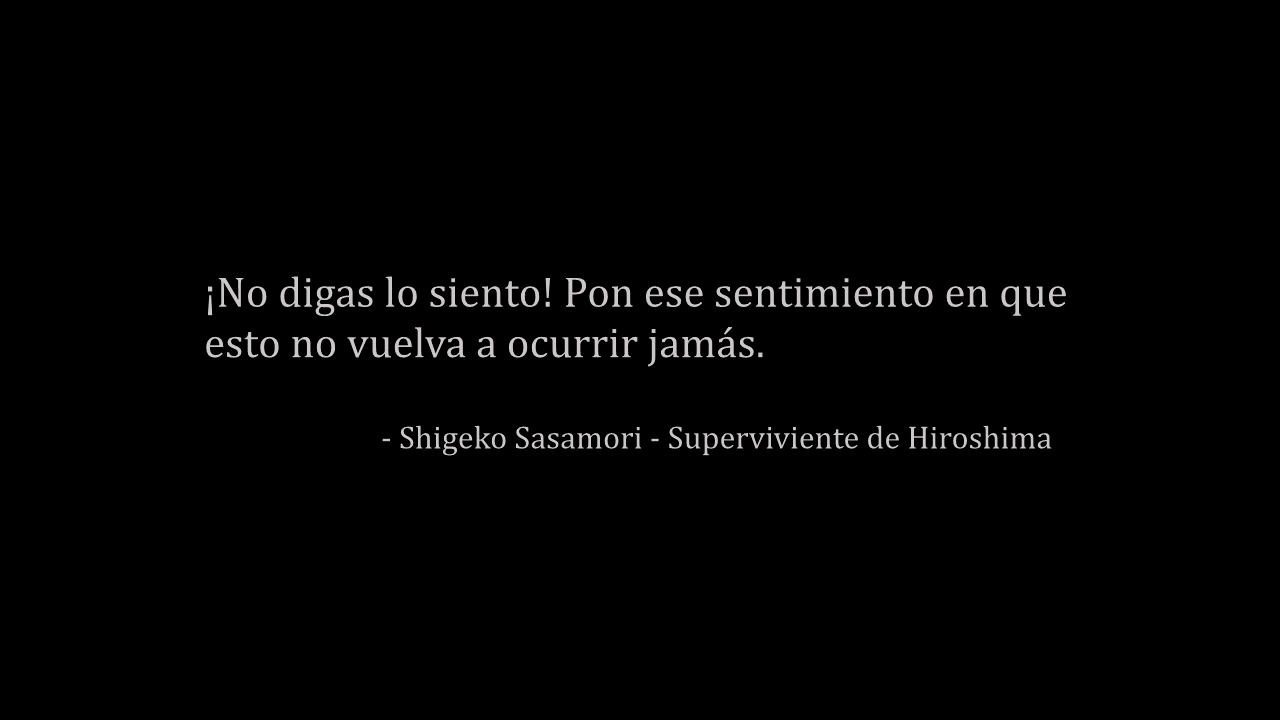 ¡No digas lo siento! Pon ese sentimiento en que
esto no vuelva a ocurrir jamás.
- Shigeko Sasamori - Superviviente de Hiroshima